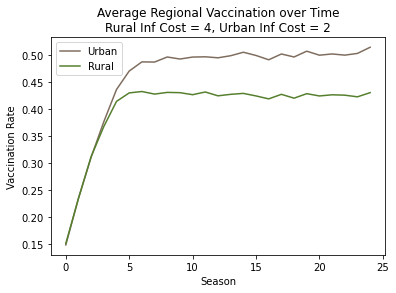 Average Regional Vaccination over Time
Rural Inf Cost = 4, Urban Inf Cost = 2
Urban
Rural
Vaccination Rate
0.50
0.45
0.40
0.35
0.30
0.25
0.20
0.15
0 5 10 15 20 25
Season